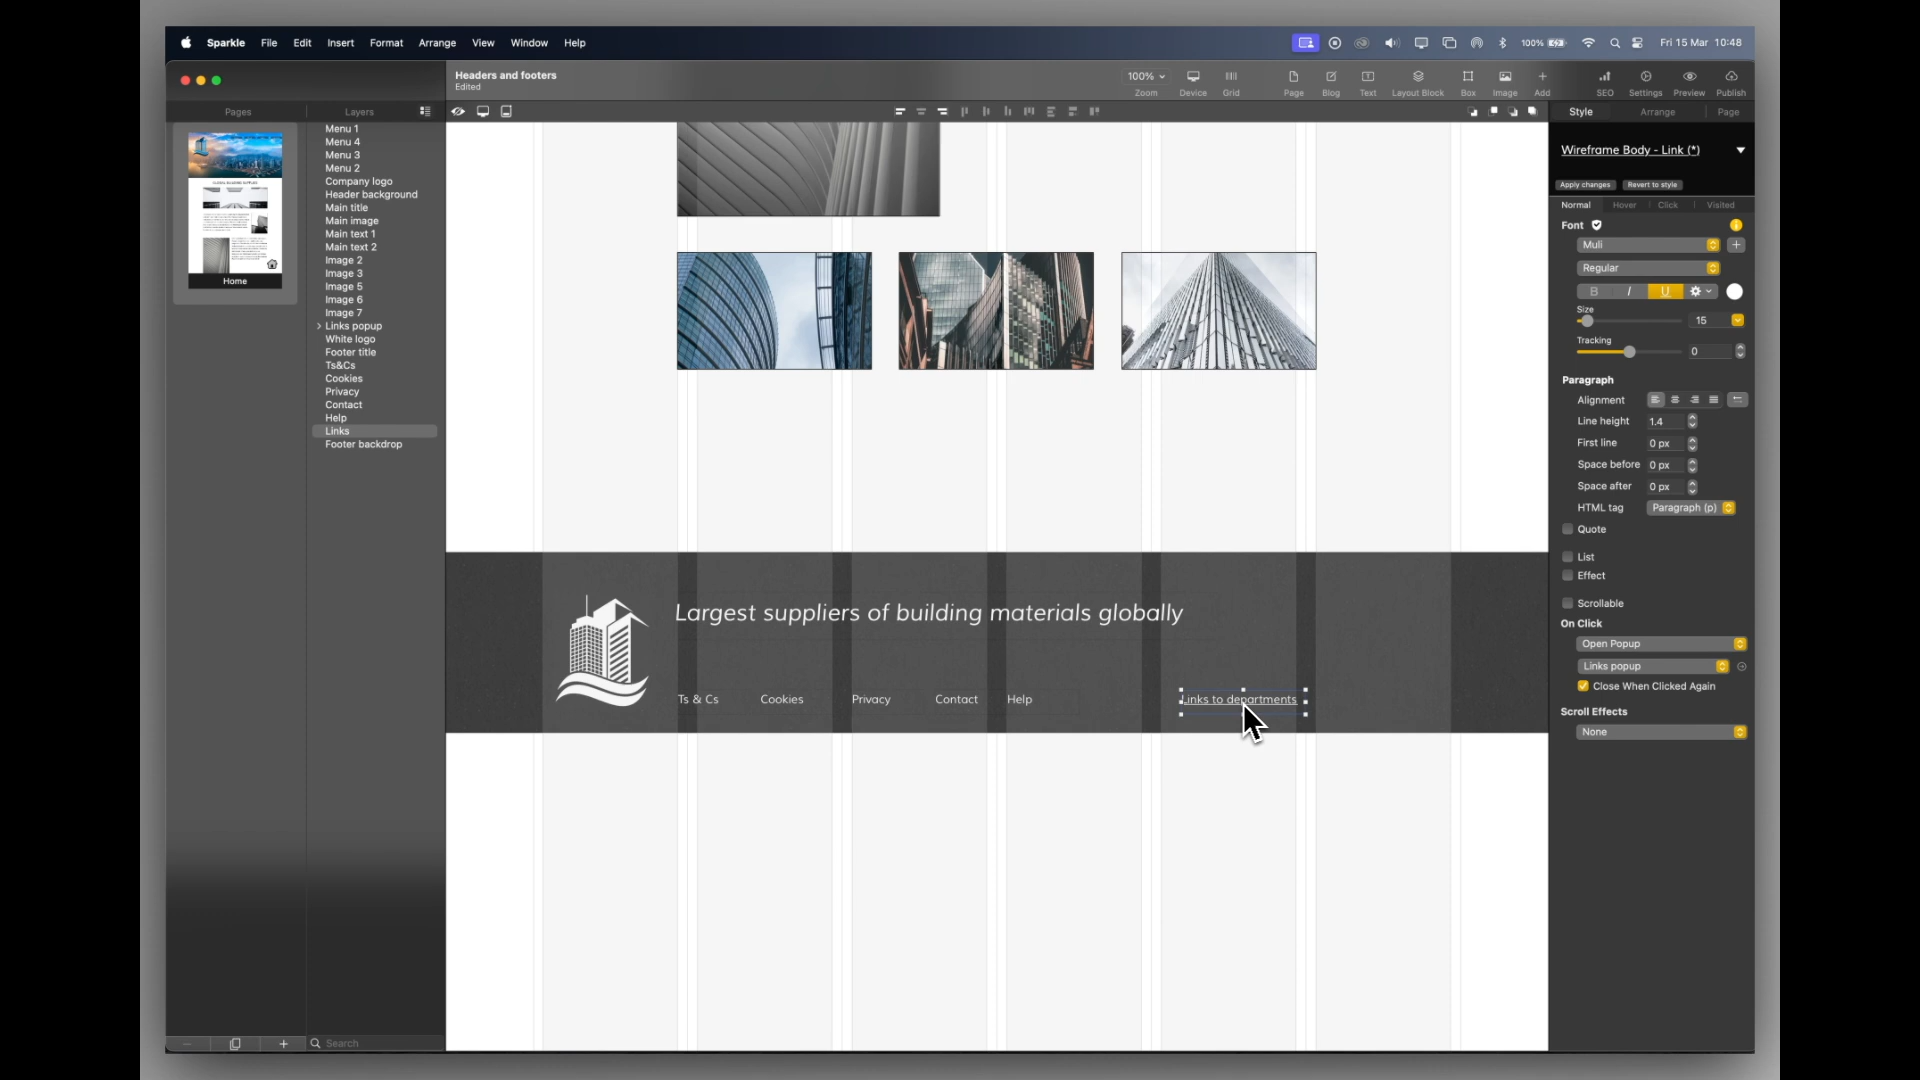 Sparkle File Edit Insert Format Arrange View Window Help
100% Fri 15 Mar 10:48
Headers and footers
Edited
100%
Zoom Device Grid Page Blog Text Layout Block Box Image Add SEO Settings Preview Publish
Pages Layers
Style Arrange Page
Home
Menu 1
Menu 4
Menu 3
Menu 2
Company logo
Header background
Main title
Main image
Main text 1
Main text 2
Image 2
Image 3
Image 5
Image 6
Image 7
Links popup
White logo
Footer title
Ts&Cs
Cookies
Privacy
Contact
Help
Links
Footer backdrop
Search
Largest suppliers of building materials globally
Ts & Cs Cookies Privacy Contact Help Links to departments
Wireframe Body - Link (*)
Apply changes Revert to style
Normal Hover Click Visited
Font
Muli
Regular
B I U
Size
15
Tracking
0
Paragraph
Alignment
Line height 1.4
First line 0 px
Space before 0 px
Space after 0 px
HTML tag Paragraph (p)
Quote
List
Effect
Scrollable
On Click
Open Popup
Links popup
Close When Clicked Again
Scroll Effects
None